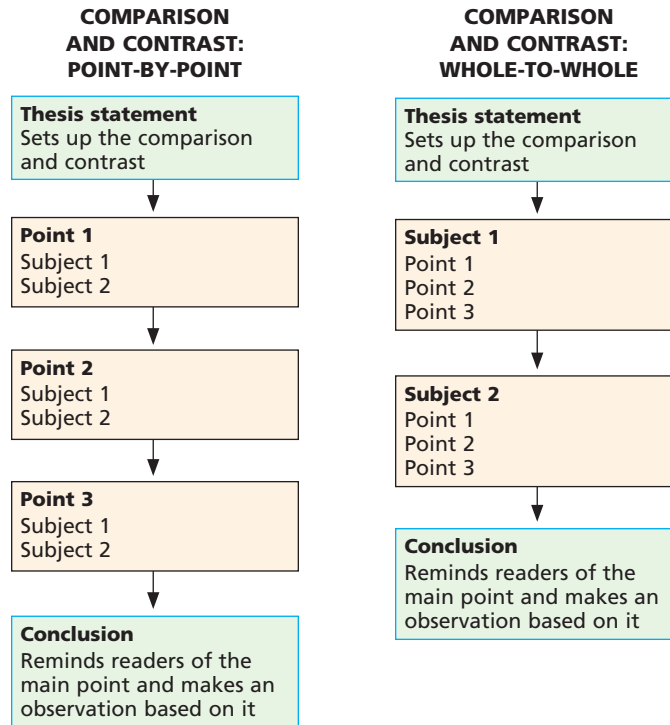 COMPARISON
AND CONTRAST:
POINT-BY-POINT
Thesis statement
Sets up the comparison
and contrast
Point 1
Subject 1
Subject 2
Point 2
Subject 1
Subject 2
Point 3
Subject 1
Subject 2
Conclusion
Reminds readers of the
main point and makes an
observation based on it
COMPARISON
AND CONTRAST:
WHOLE-TO-WHOLE
Thesis statement
Sets up the comparison
and contrast
Subject 1
Point 1
Point 2
Point 3
Subject 2
Point 1
Point 2
Point 3
Conclusion
Reminds readers of the
main point and makes an
observation based on it